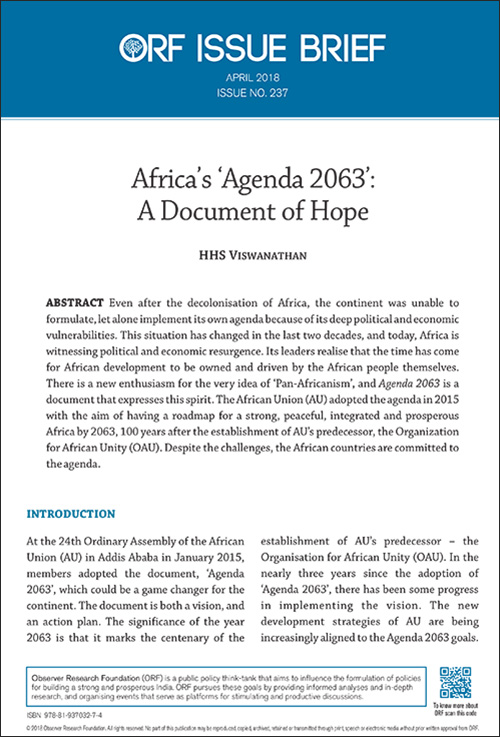 ORF ISSUE BRIEF
APRIL 2018
ISSUE NO. 237
Africa's 'Agenda 2063':
A Document of Hope
HHS VISWANATHAN
ABSTRACT Even after the decolonisation of Africa, the continent was unable to
formulate, let alone implement its own agenda because of its deep political and economic
vulnerabilities. This situation has changed in the last two decades, and today, Africa is
witnessing political and economic resurgence. Its leaders realise that the time has come
for African development to be owned and driven by the African people themselves.
There is a new enthusiasm for the very idea of 'Pan-Africanism', and Agenda 2063 is a
document that expresses this spirit. The African Union (AU) adopted the agenda in 2015
with the aim of having a roadmap for a strong, peaceful, integrated and prosperous
Africa by 2063, 100 years after the establishment of AU's predecessor, the Organization
for African Unity (OAU). Despite the challenges, the African countries are committed to
the agenda.
INTRODUCTION
At the 24th Ordinary Assembly of the African
Union (AU) in Addis Ababa in January 2015,
members adopted the document, 'Agenda
2063', which could be a game changer for the
continent. The document is both a vision, and
an action plan. The significance of the year
2063 is that it marks the centenary of the
establishment of AU's predecessor – the
Organisation for African Unity (OAU). In the
nearly three years since the adoption of
'Agenda 2063', there has been some progress
in implementing the vision. The new
development strategies of AU are being
increasingly aligned to the Agenda 2063 goals.
Observer Research Foundation (ORF) is a public policy think-tank that aims to influence the formulation of policies
for building a strong and prosperous India. ORF pursues these goals by providing informed analyses and in-depth
research, and organising events that serve as platforms for stimulating and productive discussions.
To know more about
ORF scan this code
ISBN 978-81-937032-7-4
© 2018 Observer Research Foundation. All rights reserved. No part of this publication may be reproduced, copied, archived, retained or transmitted through print, speech or electronic media without prior written approval from ORF.